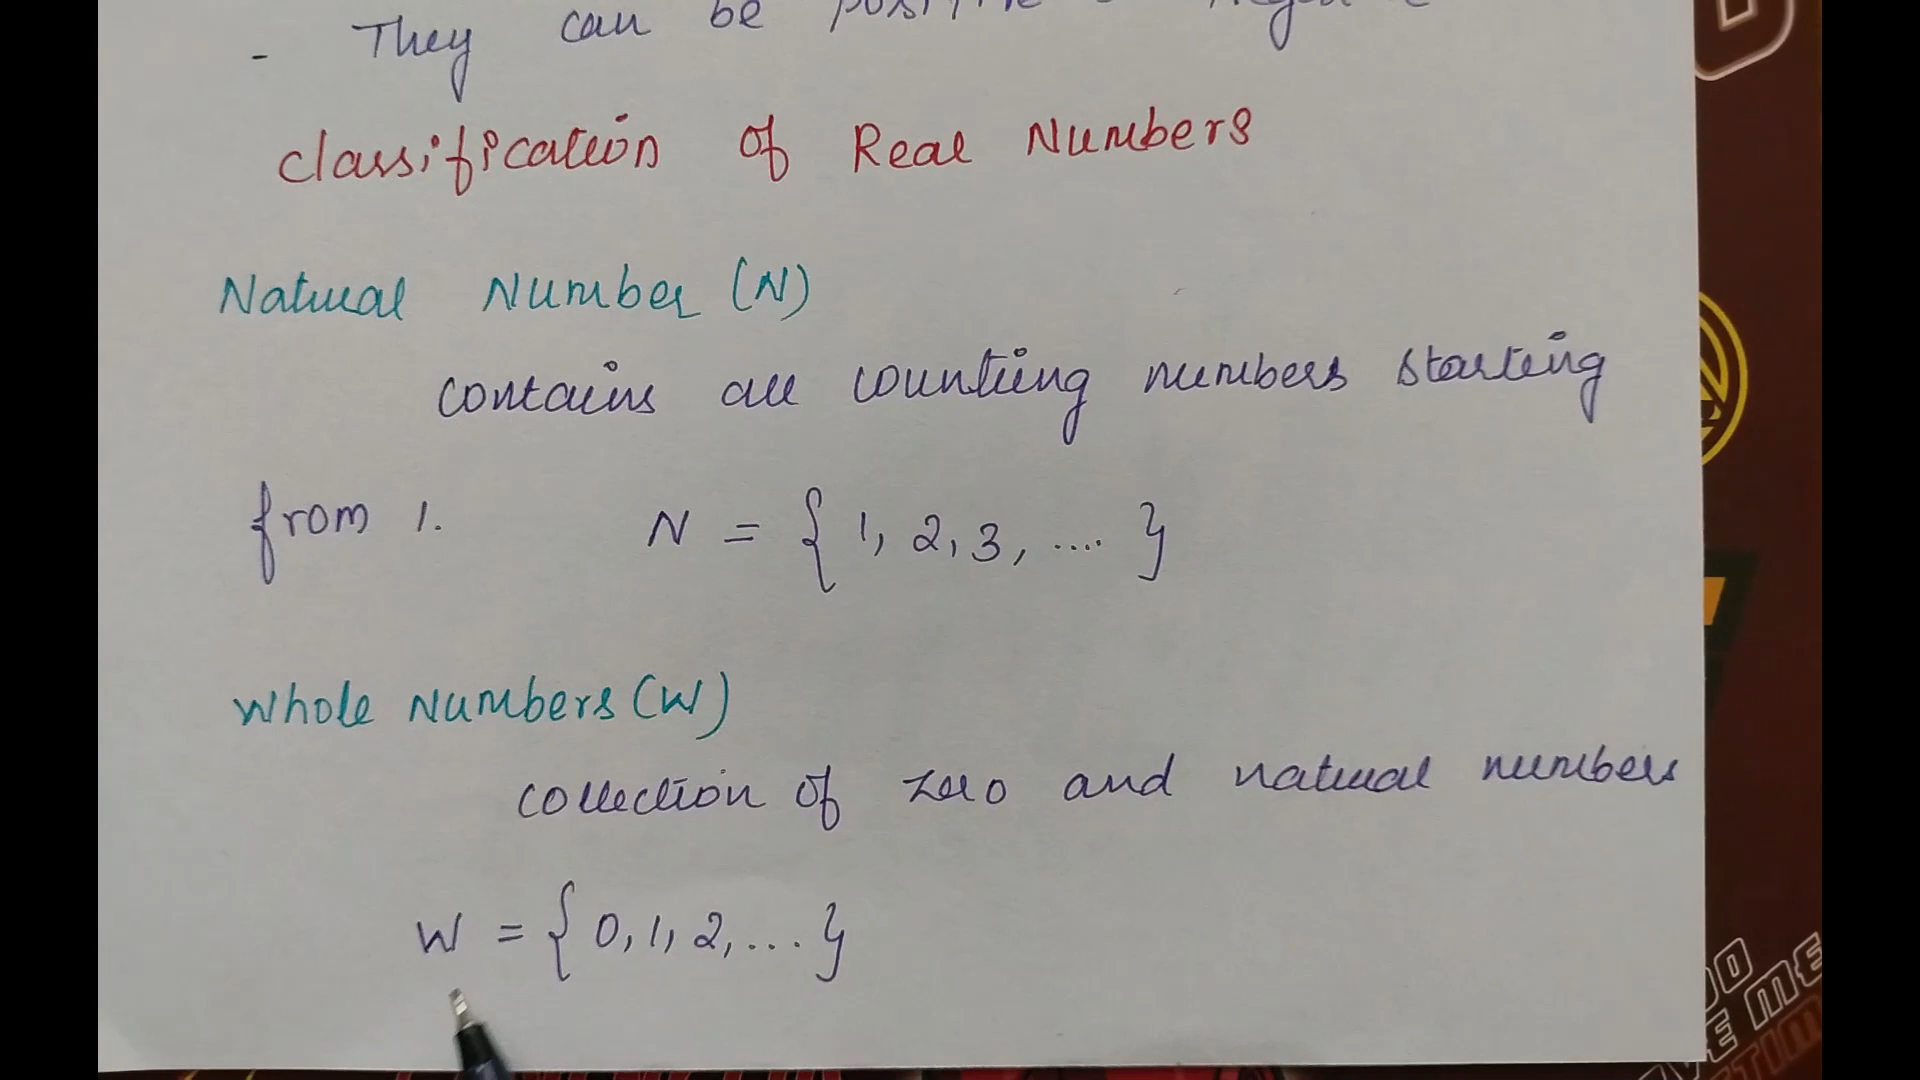 - They can be positive
classification of Real Numbers
Natural Number (N)
contains all counting numbers starting
from 1. N = { 1, 2, 3, .... }
Whole Numbers (W)
collection of zero and natural numbers
W = { 0, 1, 2, .... }